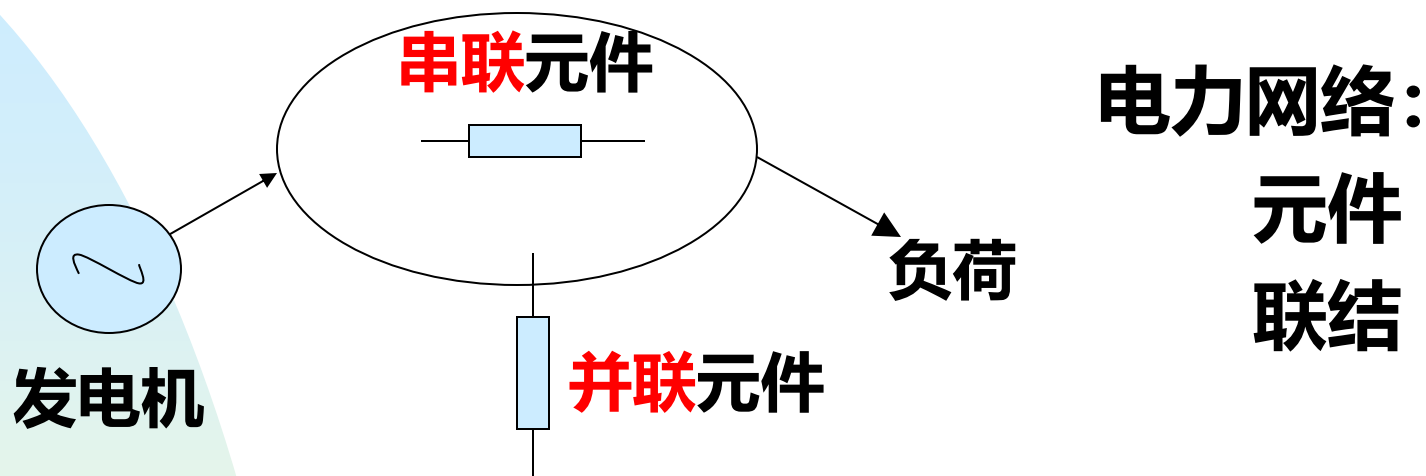 串联元件
电力网络：
元件
负荷
联结
并联元件
发电机